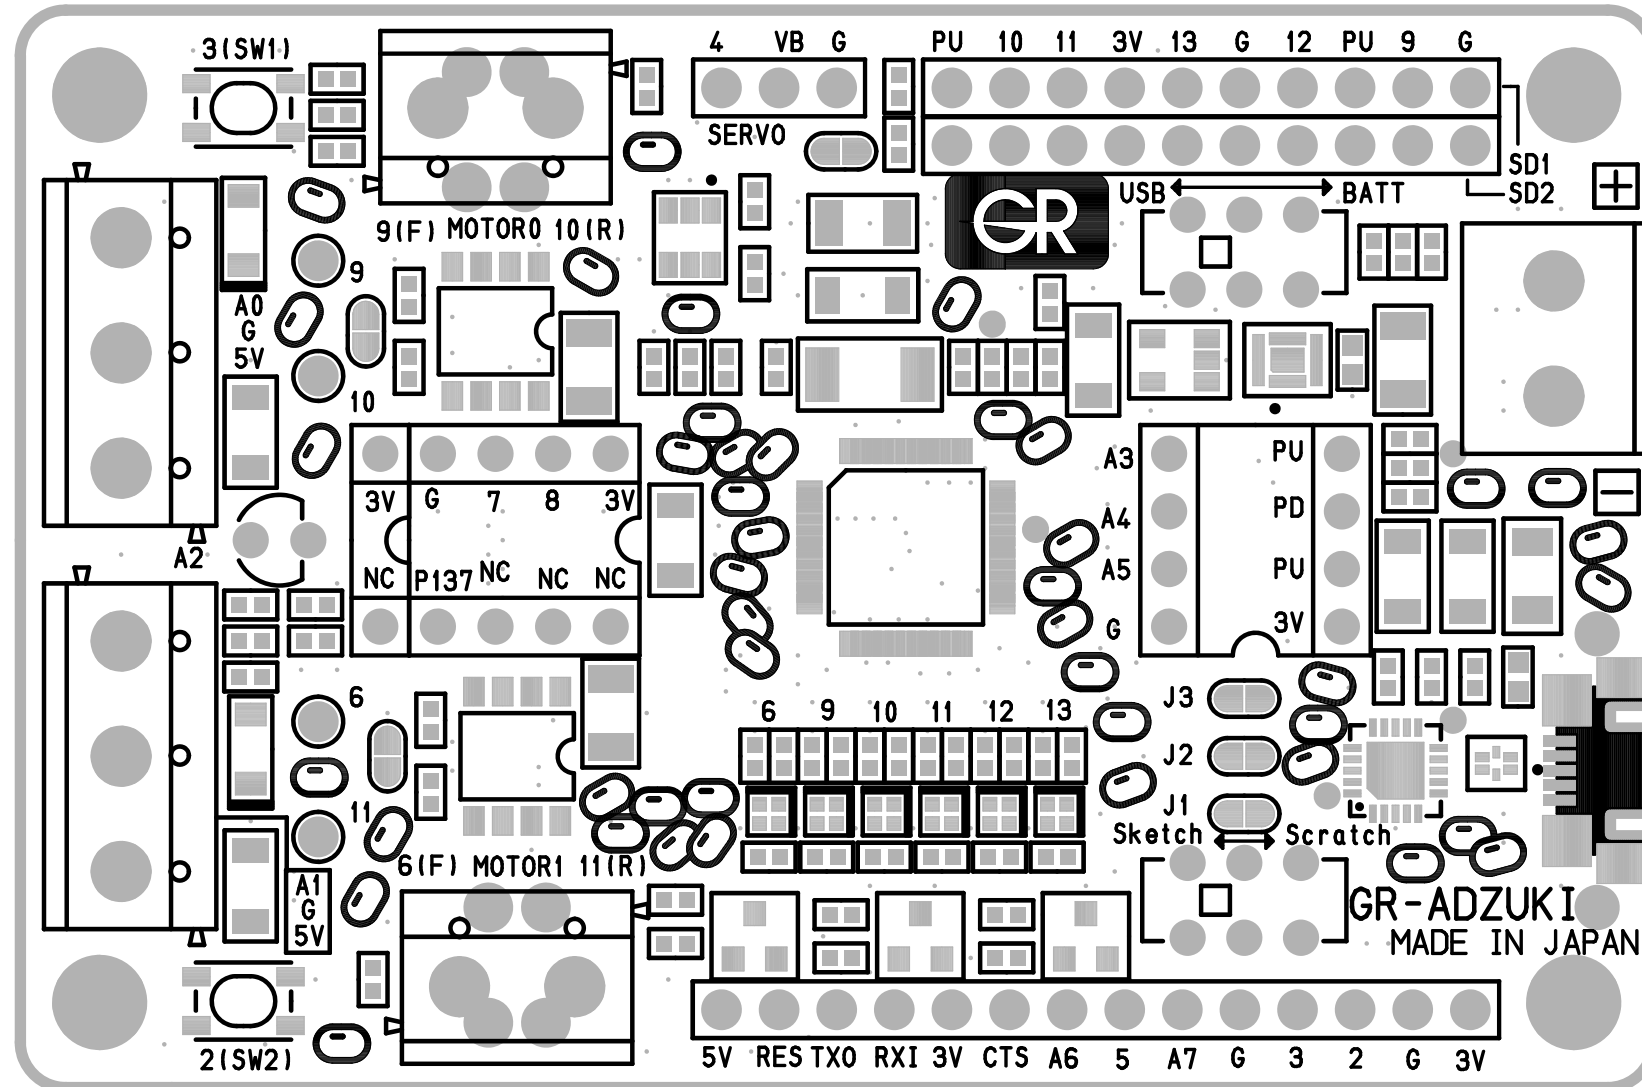 3(SW1)
4 VB G
PU 10 11 3V 13 G 12 PU 9 G
SERVO
SD1
SD2
USB BATT
+
GR
9(F) MOTOR0 10(R)
9
A0
G
5V
10
A3 PU
A4 PD
A5 PU
G 3V
3V G 7 8 3V
NC P137 NC NC NC
A2
−
6
11
6 9 10 11 12 13
J3
J2
J1
Sketch Scratch
6(F) MOTOR1 11(R)
A1
G
5V
GR-ADZUKI
MADE IN JAPAN
2(SW2)
5V RES TXO RXI 3V CTS A6 5 A7 G 3 2 G 3V